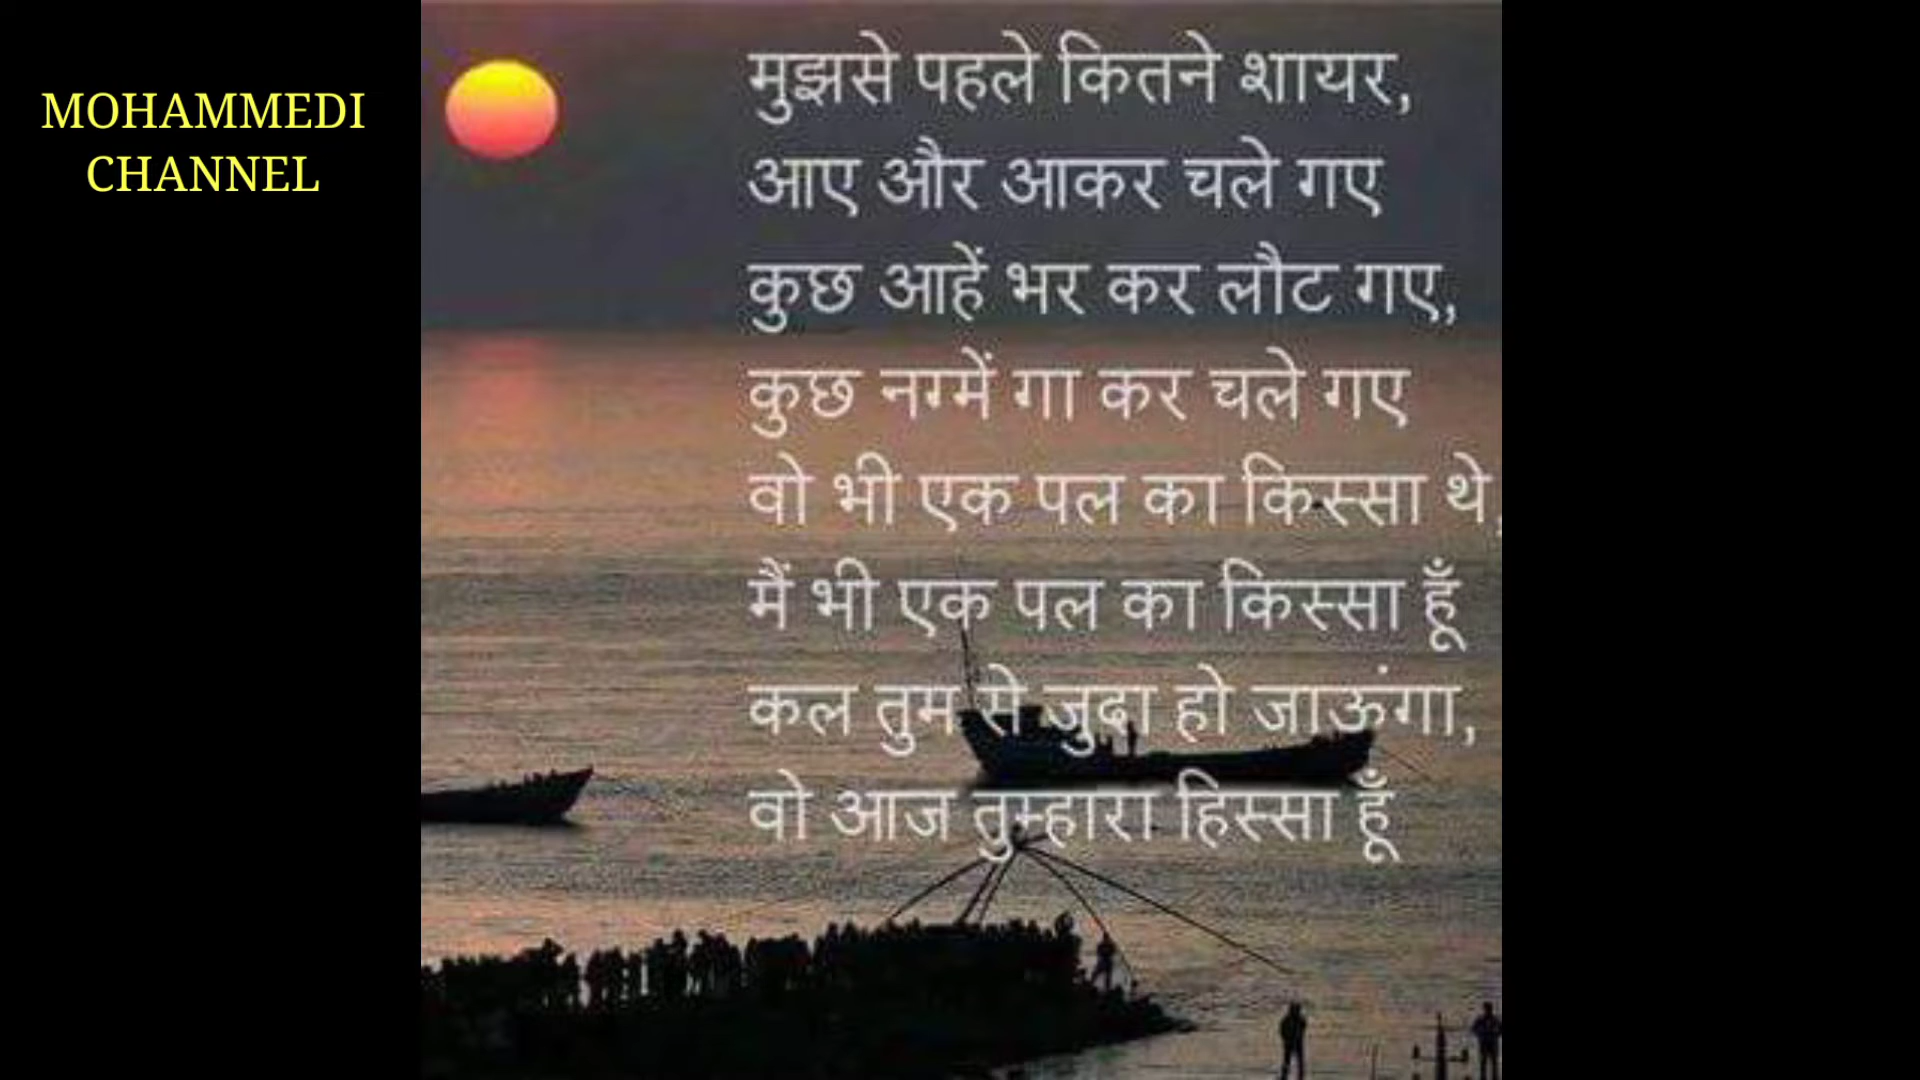 MOHAMMEDI
CHANNEL
मुझसे पहले कितने शायर,
आए और आकर चले गए
कुछ आहें भर कर लौट गए,
कुछ नग्में गा कर चले गए
वो भी एक पल का किस्सा थे,
मैं भी एक पल का किस्सा हूँ
कल तुम से जुदा हो जाऊंगा,
वो आज तुम्हारा हिस्सा हूँ